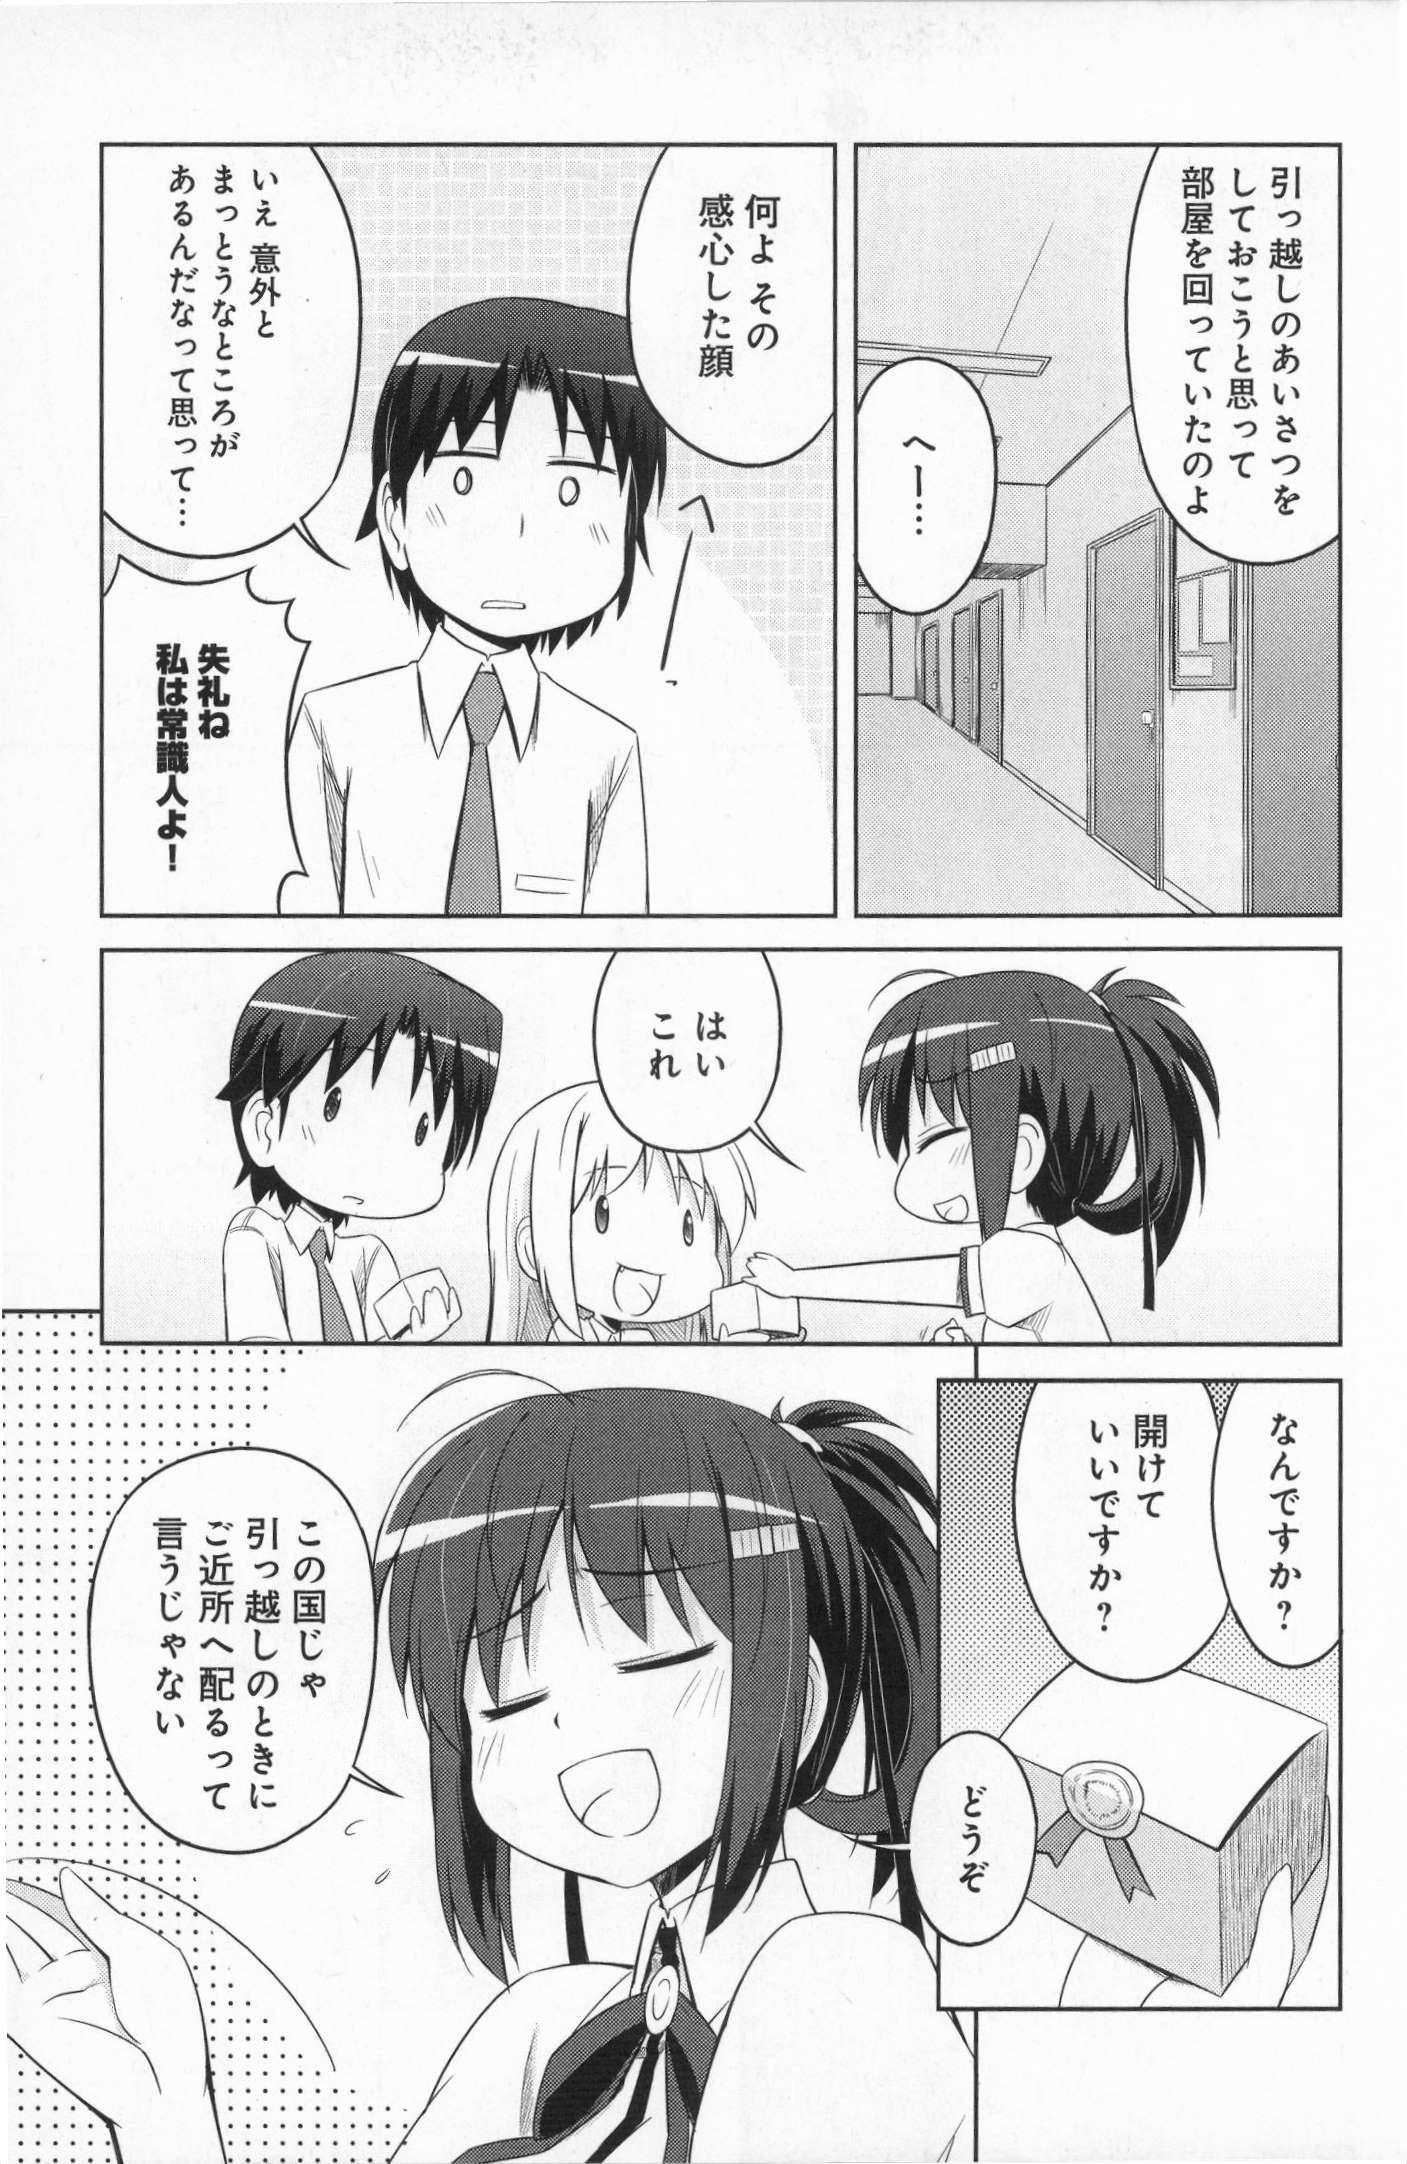 引っ越しのあいさつを
しておこうと思って
部屋を回っていたのよ
へー…
何よ その
感心した顔
いえ 意外と
まっとうなところが
あるんだなって思って…
失礼ね
私は常識人よ！
はい
これ
なんですか？
開けて
いいですか？
どうぞ
この国じゃ
引っ越しのときに
ご近所へ配るって
言うじゃない